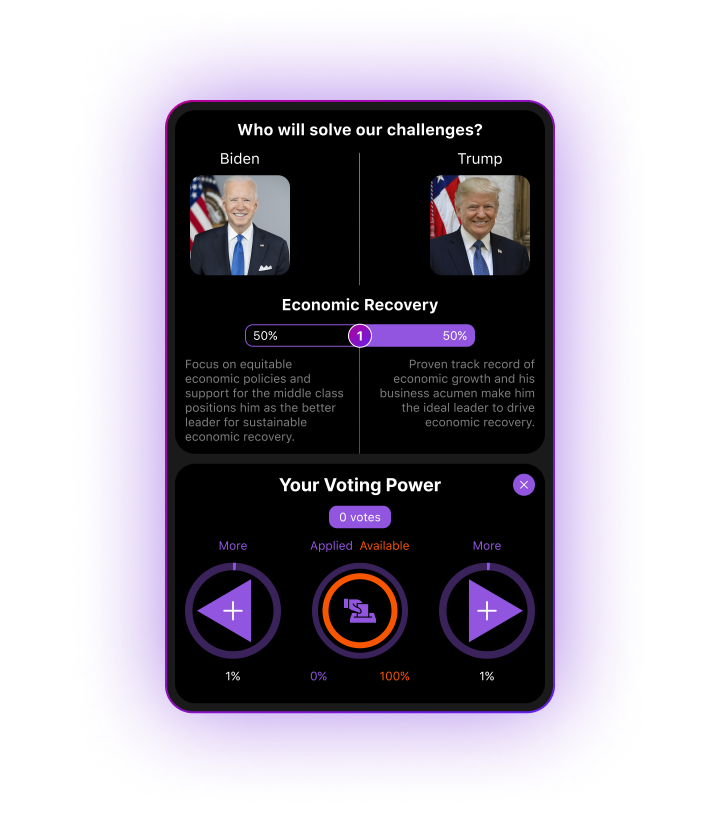 Who will solve our challenges?
Biden
Trump
Economic Recovery
50%
1
50%
Focus on equitable
economic policies and
support for the middle class
positions him as the better
leader for sustainable
economic recovery.
Proven track record of
economic growth and his
business acumen make him
the ideal leader to drive
economic recovery.
Your Voting Power
0 votes
More
Applied Available
More
1%
0%
100%
1%